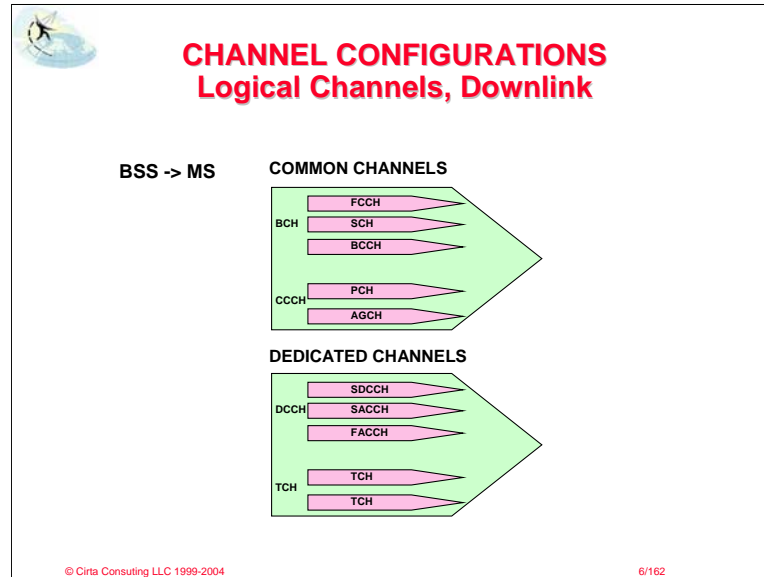 CHANNEL CONFIGURATIONS
Logical Channels, Downlink
BSS -> MS
COMMON CHANNELS
BCH
FCCH
SCH
BCCH
CCCH
PCH
AGCH
DEDICATED CHANNELS
DCCH
SDCCH
SACCH
FACCH
TCH
TCH
TCH
© Cirta Consuting LLC 1999-2004
6/162